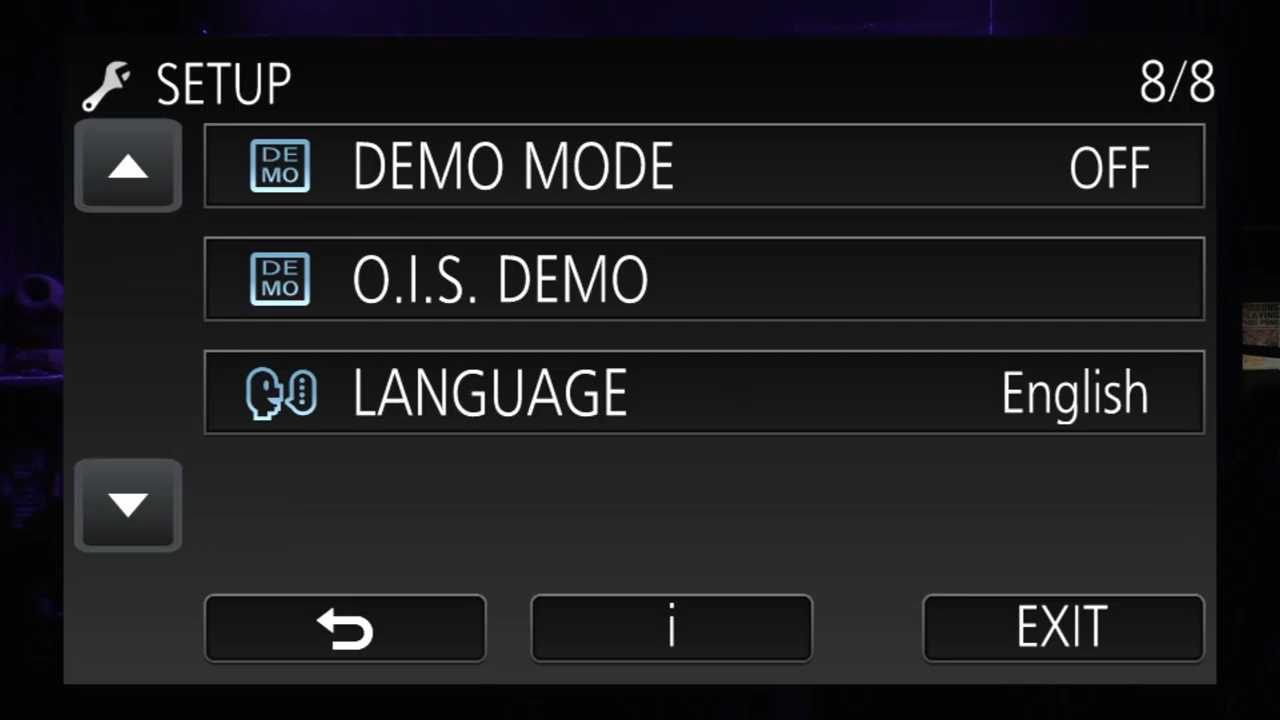 SETUP 8/8
DEMO DEMO MODE OFF
DEMO O.I.S. DEMO
LANGUAGE English
i EXIT